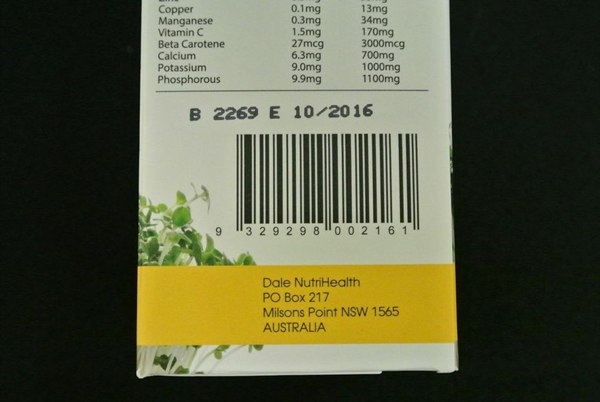 Copper 0.1mg 13mg
Manganese 0.3mg 34mg
Vitamin C 1.5mg 170mg
Beta Carotene 27mcg 3000mcg
Calcium 6.3mg 700mg
Potassium 9.0mg 1000mg
Phosphorous 9.9mg 1100mg
B 2269 E 10/2016
9 329298 002161
Dale NutriHealth
PO Box 217
Milsons Point NSW 1565
AUSTRALIA